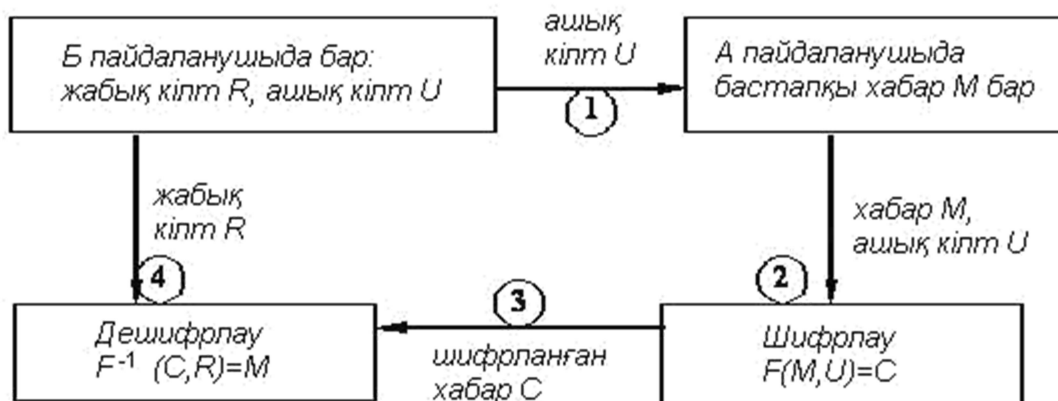 Б пайдаланушыда бар:
жабық кілт R, ашық кілт U
ашық
кілт U
1
А пайдаланушыда
бастапқы хабар М бар
жабық
кілт R
хабар М,
ашық кілт U
4
3
2
Дешифрлау
F⁻¹ (C,R)=M
шифрланған
хабар С
Шифрлау
F(M,U)=C